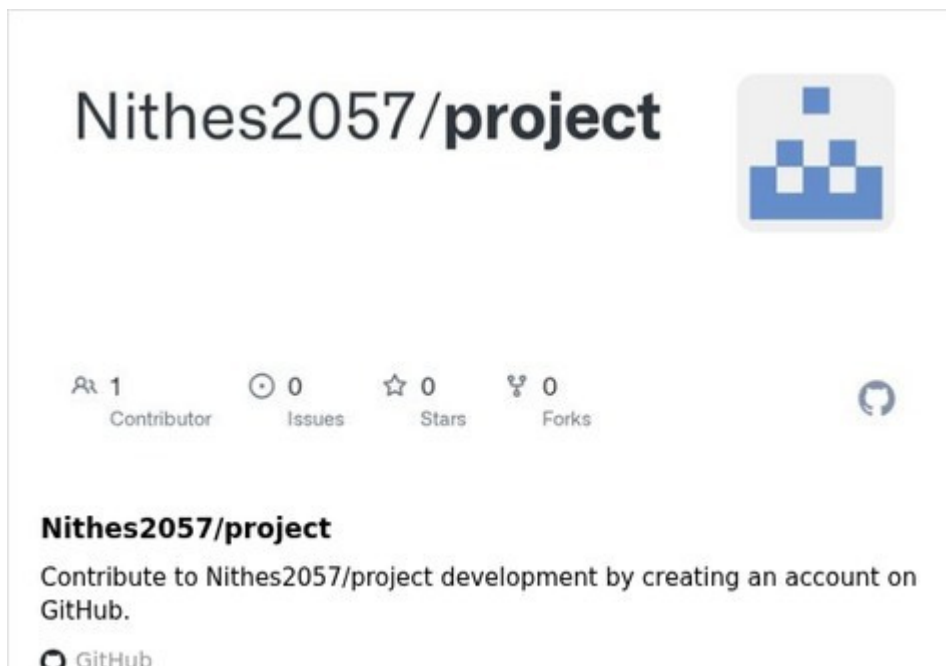 Nithes2057/project
1
Contributor
0
Issues
0
Stars
0
Forks
Nithes2057/project
Contribute to Nithes2057/project development by creating an account on
GitHub.
GitHub